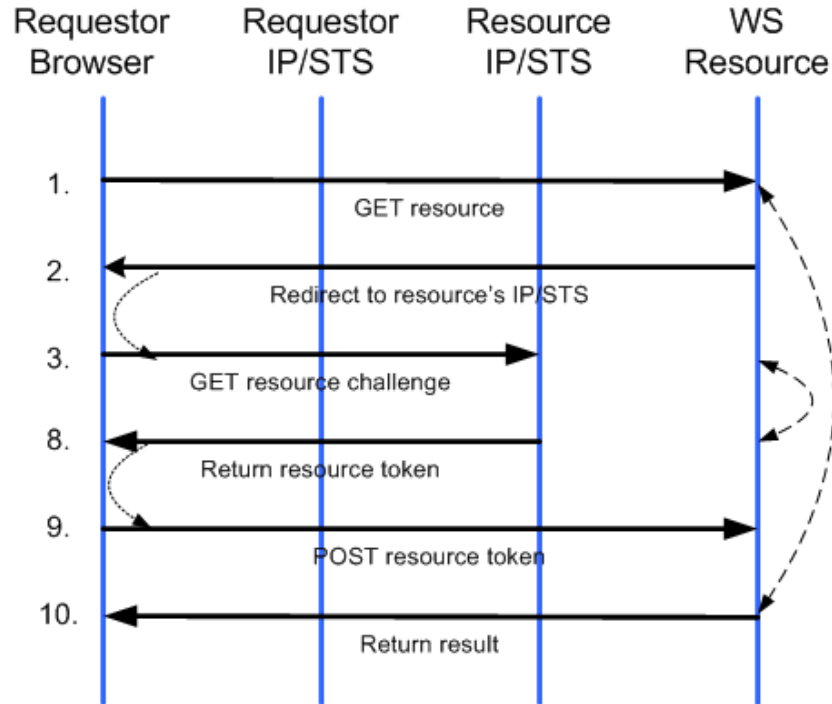 Requestor Requestor Resource WS
Browser IP/STS IP/STS Resource
1.
GET resource
2.
Redirect to resource's IP/STS
3.
GET resource challenge
8.
Return resource token
9.
POST resource token
10.
Return result